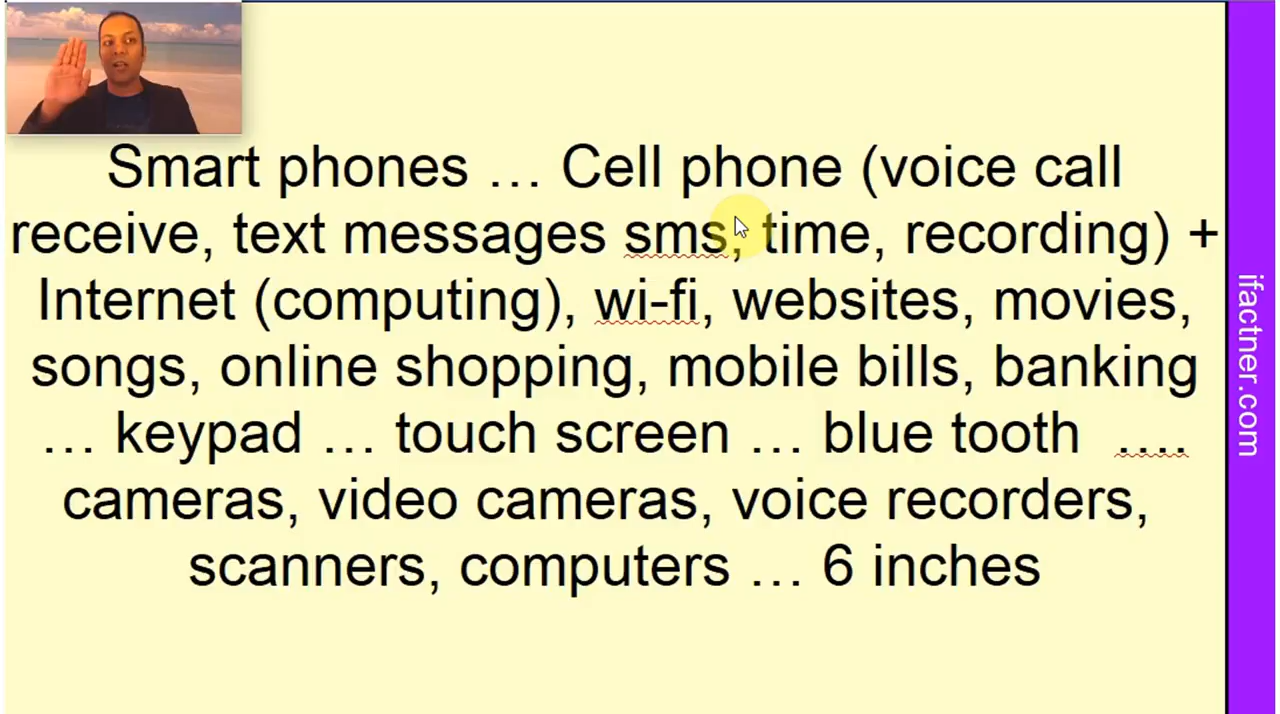 Smart phones … Cell phone (voice call
receive, text messages sms, time, recording) +
Internet (computing), wi-fi, websites, movies,
songs, online shopping, mobile bills, banking
… keypad … touch screen … blue tooth  ….
cameras, video cameras, voice recorders,
scanners, computers … 6 inches
ifactner.com